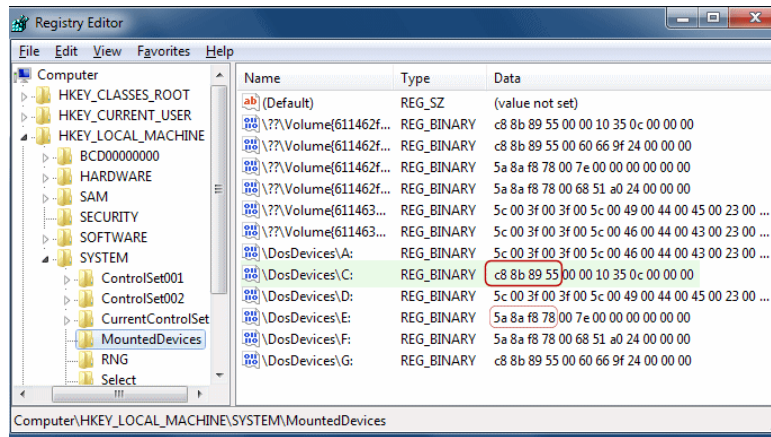 Registry Editor
File Edit View Favorites Help
Computer
HKEY_CLASSES_ROOT
HKEY_CURRENT_USER
HKEY_LOCAL_MACHINE
BCD00000000
HARDWARE
SAM
SECURITY
SOFTWARE
SYSTEM
ControlSet001
ControlSet002
CurrentControlSet
MountedDevices
RNG
Select
Name Type Data
ab (Default) REG_SZ (value not set)
\??\Volume{611462f... REG_BINARY c8 8b 89 55 00 00 10 35 0c 00 00 00
\??\Volume{611462f... REG_BINARY c8 8b 89 55 00 60 66 9f 24 00 00 00
\??\Volume{611462f... REG_BINARY 5a 8a f8 78 00 7e 00 00 00 00 00 00
\??\Volume{611462f... REG_BINARY 5a 8a f8 78 00 68 51 a0 24 00 00 00
\??\Volume{611463... REG_BINARY 5c 00 3f 00 3f 00 5c 00 49 00 44 00 45 00 23 00 ...
\??\Volume{611463... REG_BINARY 5c 00 3f 00 3f 00 5c 00 46 00 44 00 43 00 23 00 ...
\DosDevices\A: REG_BINARY 5c 00 3f 00 3f 00 5c 00 46 00 44 00 43 00 23 00 ...
\DosDevices\C: REG_BINARY c8 8b 89 55 00 00 10 35 0c 00 00 00
\DosDevices\D: REG_BINARY 5c 00 3f 00 3f 00 5c 00 49 00 44 00 45 00 23 00 ...
\DosDevices\E: REG_BINARY 5a 8a f8 78 00 7e 00 00 00 00 00 00
\DosDevices\F: REG_BINARY 5a 8a f8 78 00 68 51 a0 24 00 00 00
\DosDevices\G: REG_BINARY c8 8b 89 55 00 60 66 9f 24 00 00 00
Computer\HKEY_LOCAL_MACHINE\SYSTEM\MountedDevices